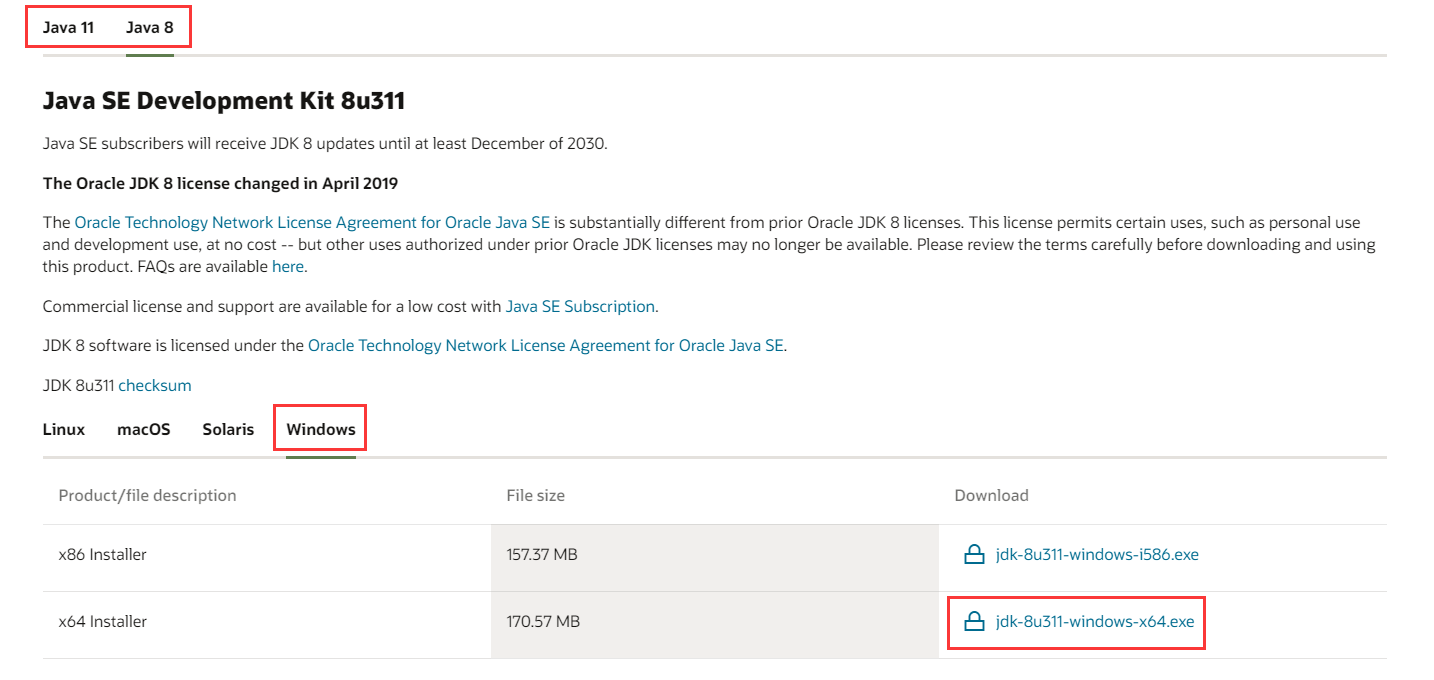 Java 11 Java 8
Java SE Development Kit 8u311
Java SE subscribers will receive JDK 8 updates until at least December of 2030.
The Oracle JDK 8 license changed in April 2019
The Oracle Technology Network License Agreement for Oracle Java SE is substantially different from prior Oracle JDK 8 licenses. This license permits certain uses, such as personal use
and development use, at no cost -- but other uses authorized under prior Oracle JDK licenses may no longer be available. Please review the terms carefully before downloading and using
this product. FAQs are available here.
Commercial license and support are available for a low cost with Java SE Subscription.
JDK 8 software is licensed under the Oracle Technology Network License Agreement for Oracle Java SE.
JDK 8u311 checksum
Linux macOS Solaris Windows
Product/file description File size Download
x86 Installer 157.37 MB jdk-8u311-windows-i586.exe
x64 Installer 170.57 MB jdk-8u311-windows-x64.exe